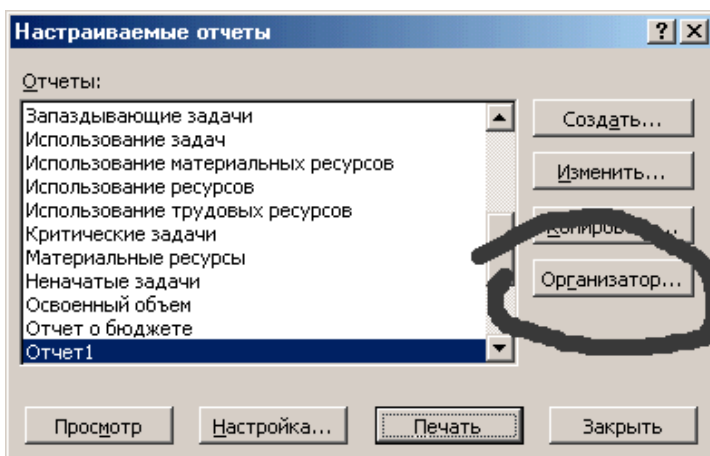 Настраиваемые отчеты
Отчеты:
Запаздывающие задачи
Использование задач
Использование материальных ресурсов
Использование ресурсов
Использование трудовых ресурсов
Критические задачи
Материальные ресурсы
Неначатые задачи
Освоенный объем
Отчет о бюджете
Отчет1
Создать...
Изменить...
Организатор...
Просмотр
Настройка...
Печать
Закрыть